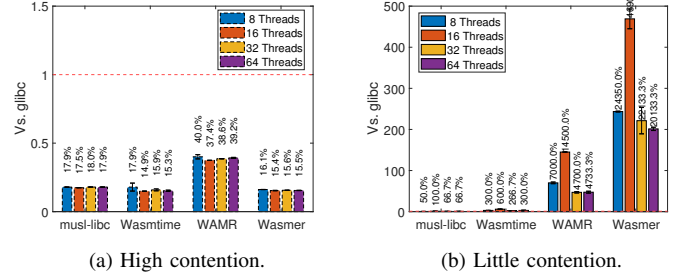 Vs. glibc
1
0.5
0
8 Threads
16 Threads
32 Threads
64 Threads
17.9%
17.5%
18.0%
17.9%
17.9%
14.9%
15.9%
15.3%
40.0%
37.4%
38.6%
39.2%
16.1%
15.4%
15.6%
15.5%
musl-libc
Wasmtime
WAMR
Wasmer
(a) High contention.
Vs. glibc
500
400
300
200
100
0
8 Threads
16 Threads
32 Threads
64 Threads
50.0%
100.0%
66.7%
66.7%
300.0%
600.0%
266.7%
300.0%
7000.0%
14500.0%
4700.0%
4733.3%
24350.0%
22133.3%
20133.3%
musl-libc
Wasmtime
WAMR
Wasmer
(b) Little contention.